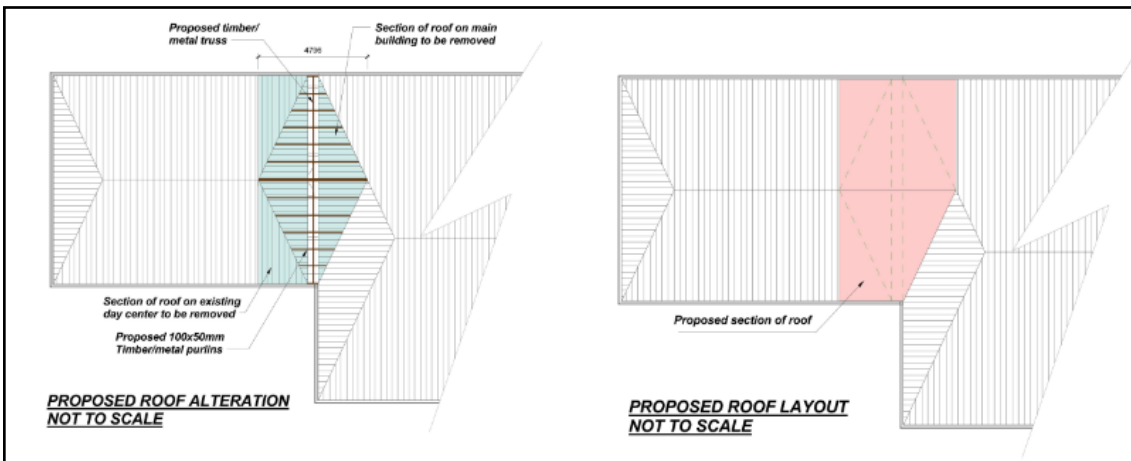 Proposed timber/
metal truss
Section of roof on main
building to be removed
4796
Section of roof on existing
day center to be removed
Proposed 100x50mm
Timber/metal purlins
PROPOSED ROOF ALTERATION
NOT TO SCALE
Proposed section of roof
PROPOSED ROOF LAYOUT
NOT TO SCALE